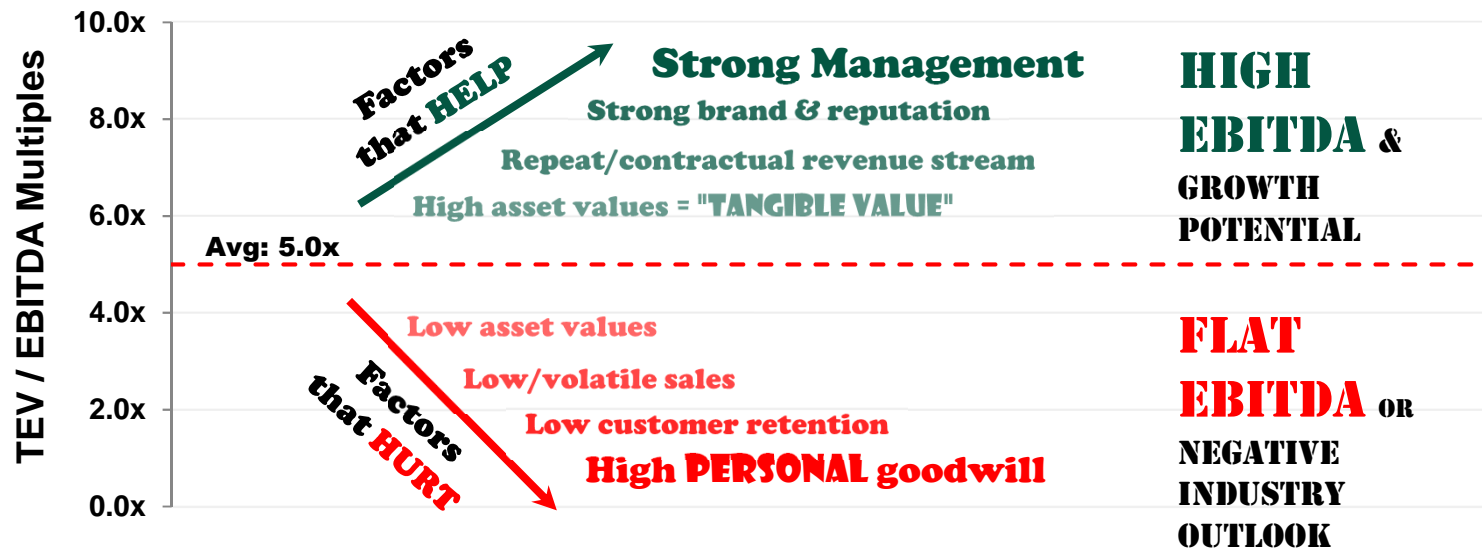 TEV / EBITDA Multiples
10.0x
8.0x
6.0x
4.0x
2.0x
0.0x
Factors
that HELP
Strong Management
Strong brand & reputation
Repeat/contractual revenue stream
High asset values = "TANGIBLE VALUE"
HIGH
EBITDA &
GROWTH
POTENTIAL
Avg: 5.0x
Factors
that HURT
Low asset values
Low/volatile sales
Low customer retention
High PERSONAL goodwill
FLAT
EBITDA OR
NEGATIVE
INDUSTRY
OUTLOOK